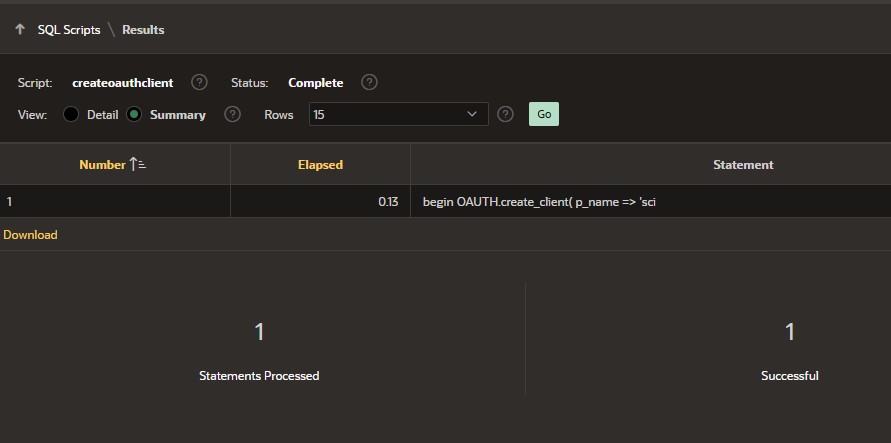 SQL Scripts \ Results
Script: createoauthclient ? Status: Complete ?
View: Detail Summary ? Rows 15 ? Go
Number Elapsed Statement
1 0.13 begin OAUTH.create_client( p_name => 'sci
Download
1 1
Statements Processed Successful